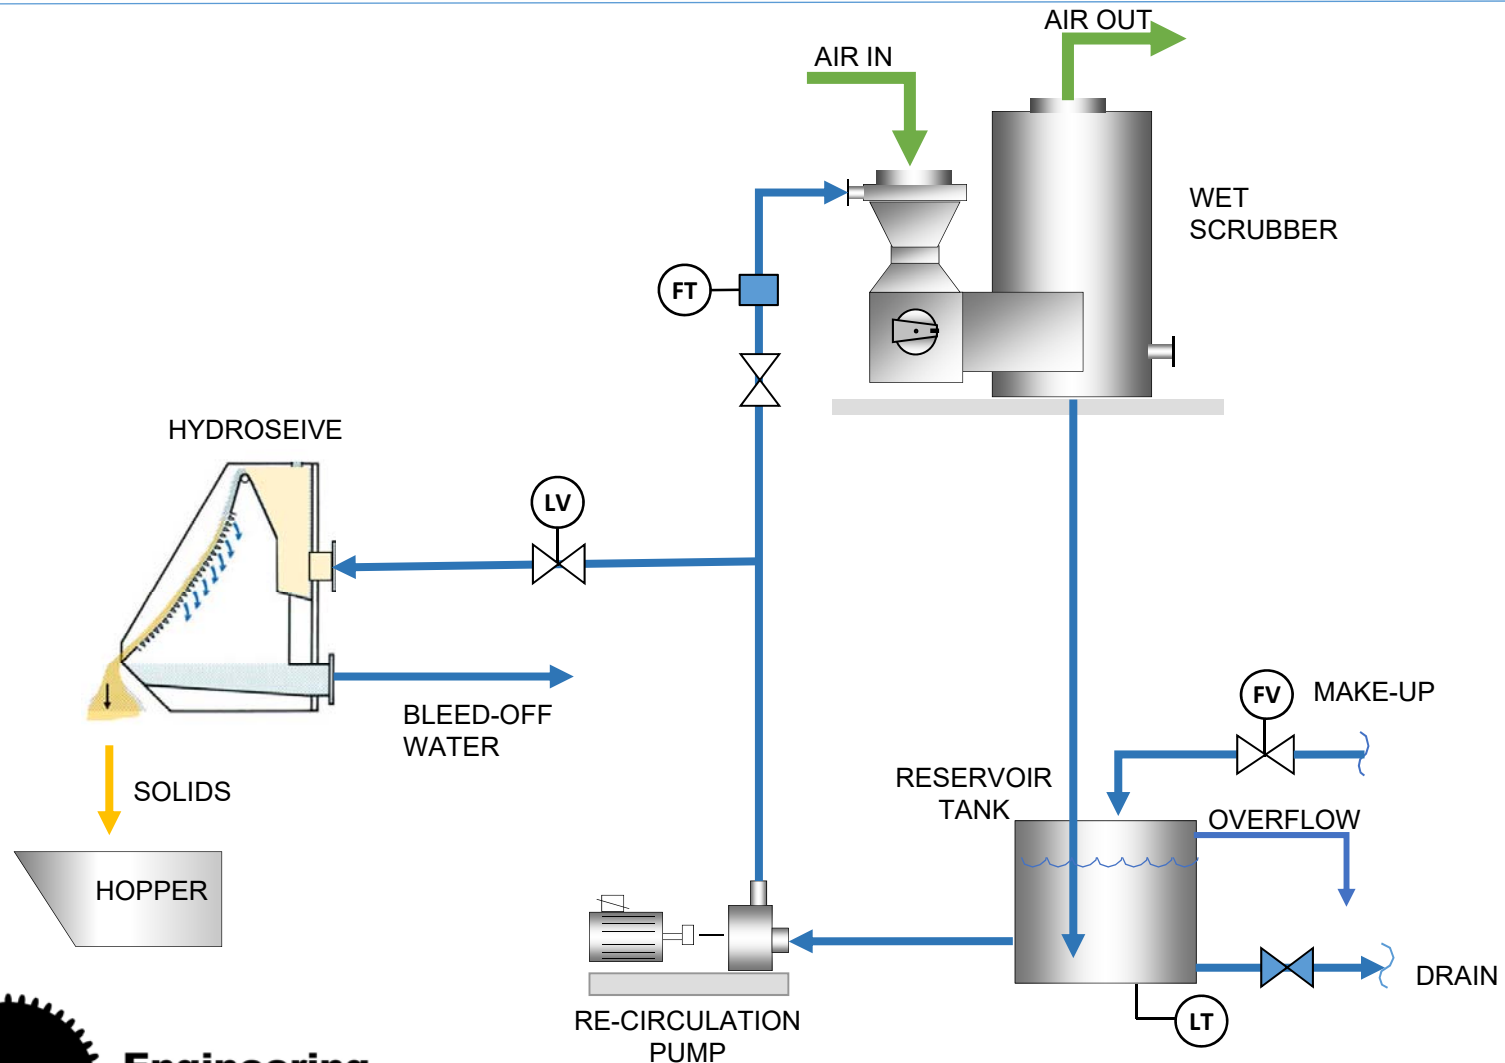 AIR OUT
AIR IN
WET
SCRUBBER
FT
HYDROSEIVE
LV
BLEED-OFF
WATER
FV
MAKE-UP
SOLIDS
RESERVOIR
TANK
OVERFLOW
HOPPER
DRAIN
LT
RE-CIRCULATION
PUMP
Engineering